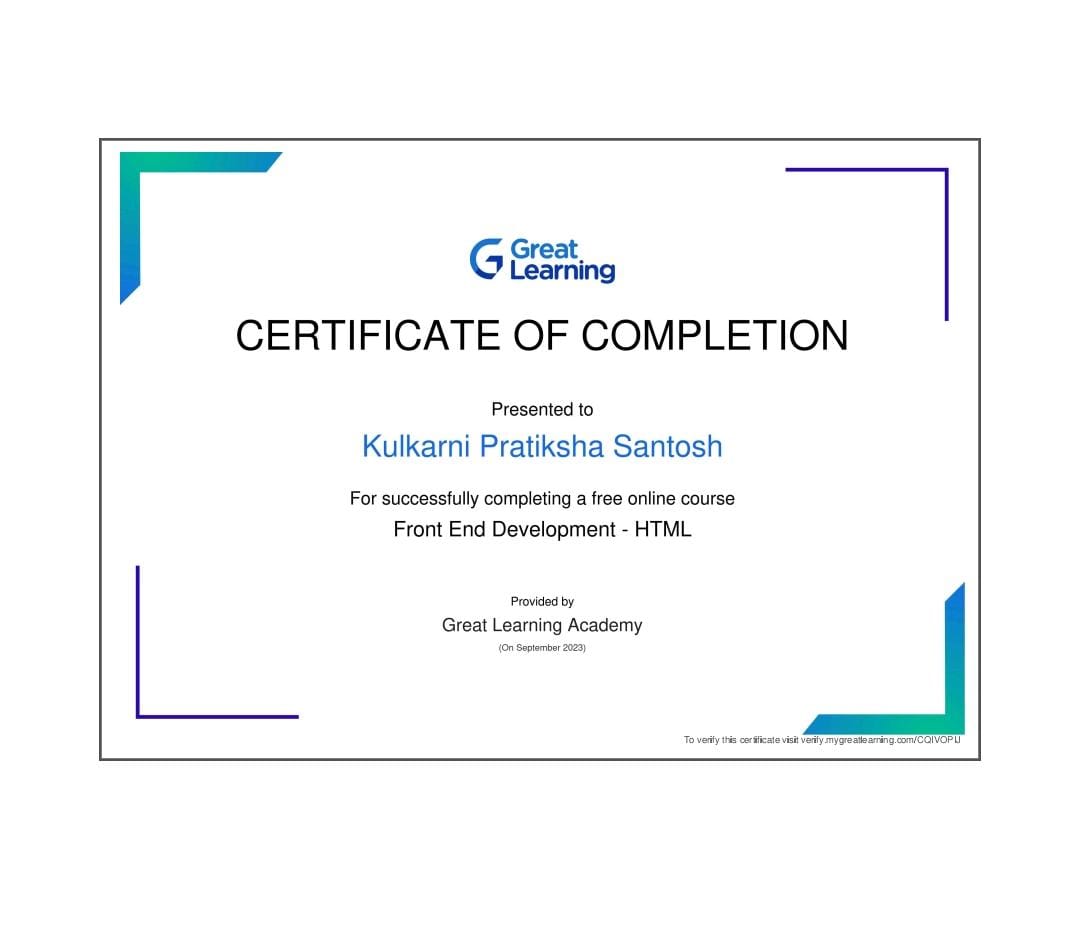 Great
Learning
CERTIFICATE OF COMPLETION
Presented to
Kulkarni Pratiksha Santosh
For successfully completing a free online course
Front End Development - HTML
Provided by
Great Learning Academy
(On September 2023)
To verify this certificate visit verify.mygreatlearning.com/CQIVOPIJ